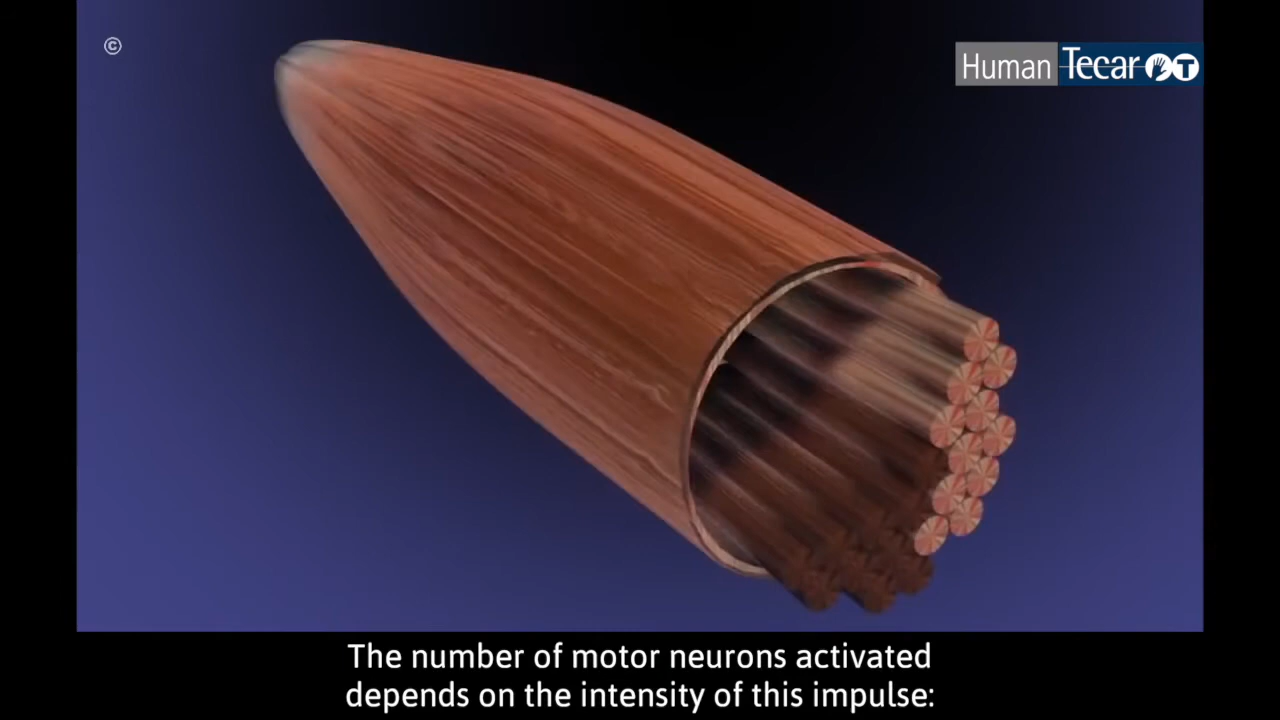 ©
Human Tecar T
The number of motor neurons activated
depends on the intensity of this impulse: